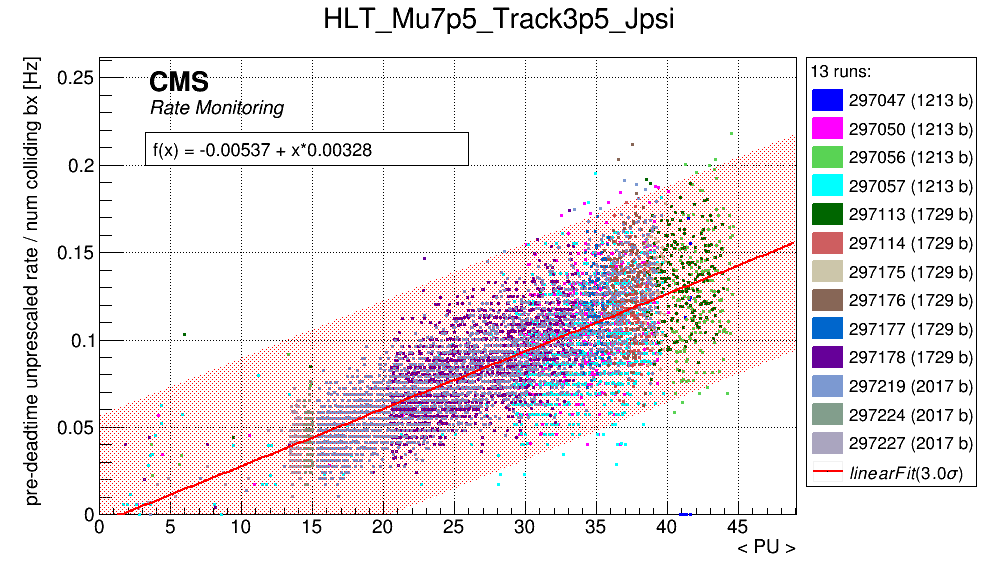 HLT_Mu7p5_Track3p5_Jpsi
pre-deadtime unprescaled rate / num colliding bx [Hz]
0.25
0.2
0.15
0.1
0.05
0
CMS
Rate Monitoring
f(x) = -0.00537 + x*0.00328
0 5 10 15 20 25 30 35 40 45
< PU >
13 runs:
297047 (1213 b)
297050 (1213 b)
297056 (1213 b)
297057 (1213 b)
297113 (1729 b)
297114 (1729 b)
297175 (1729 b)
297176 (1729 b)
297177 (1729 b)
297178 (1729 b)
297219 (2017 b)
297224 (2017 b)
297227 (2017 b)
linearFit(3.0σ)